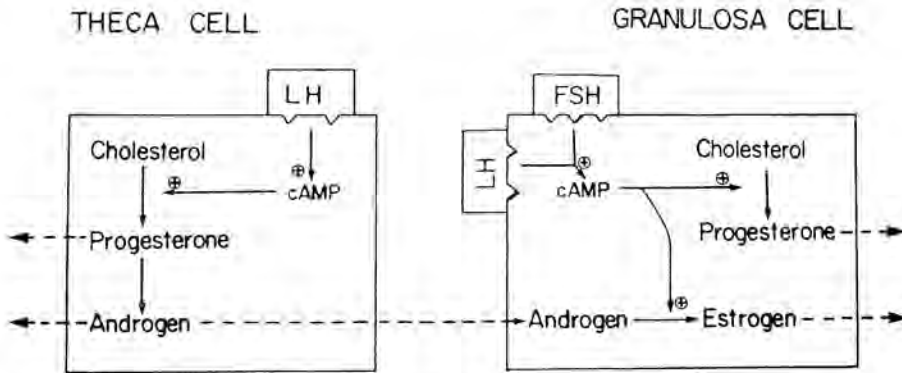 THECA CELL
GRANULOSA CELL
LH
Cholesterol
⊕
⊕
cAMP
Progesterone
Androgen
FSH
LH
⊕
cAMP
⊕
Cholesterol
Progesterone
Androgen
⊕
Estrogen